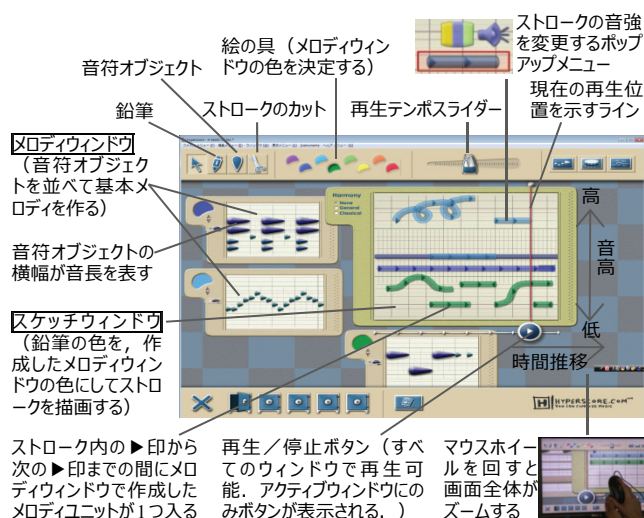 ストロークの音強
を変更するポップ
アップメニュー
絵の具（メロディウィン
ドウの色を決定する）
音符オブジェクト
現在の再生位
置を示すライン
鉛筆
ストロークのカット
再生テンポスライダー
メロディウィンドウ
（音符オブジェク
トを並べて基本メ
ロディを作る）
音符オブジェクトの
横幅が音長を表す
Harmony
None
General
Classical
高
音高
低
時間推移
スケッチウィンドウ
（鉛筆の色を，作
成したメロディウィン
ドウの色にしてストロ
ークを描画する）
HYPERSCORE.COM™
ストローク内の▶印から
次の▶印までの間にメロ
ディウィンドウで作成した
メロディユニットが1つ入る
再生／停止ボタン（すべ
てのウィンドウで再生可
能．アクティブウィンドウにの
みボタンが表示される．）
マウスホイー
ルを回すと
画面全体が
ズームする